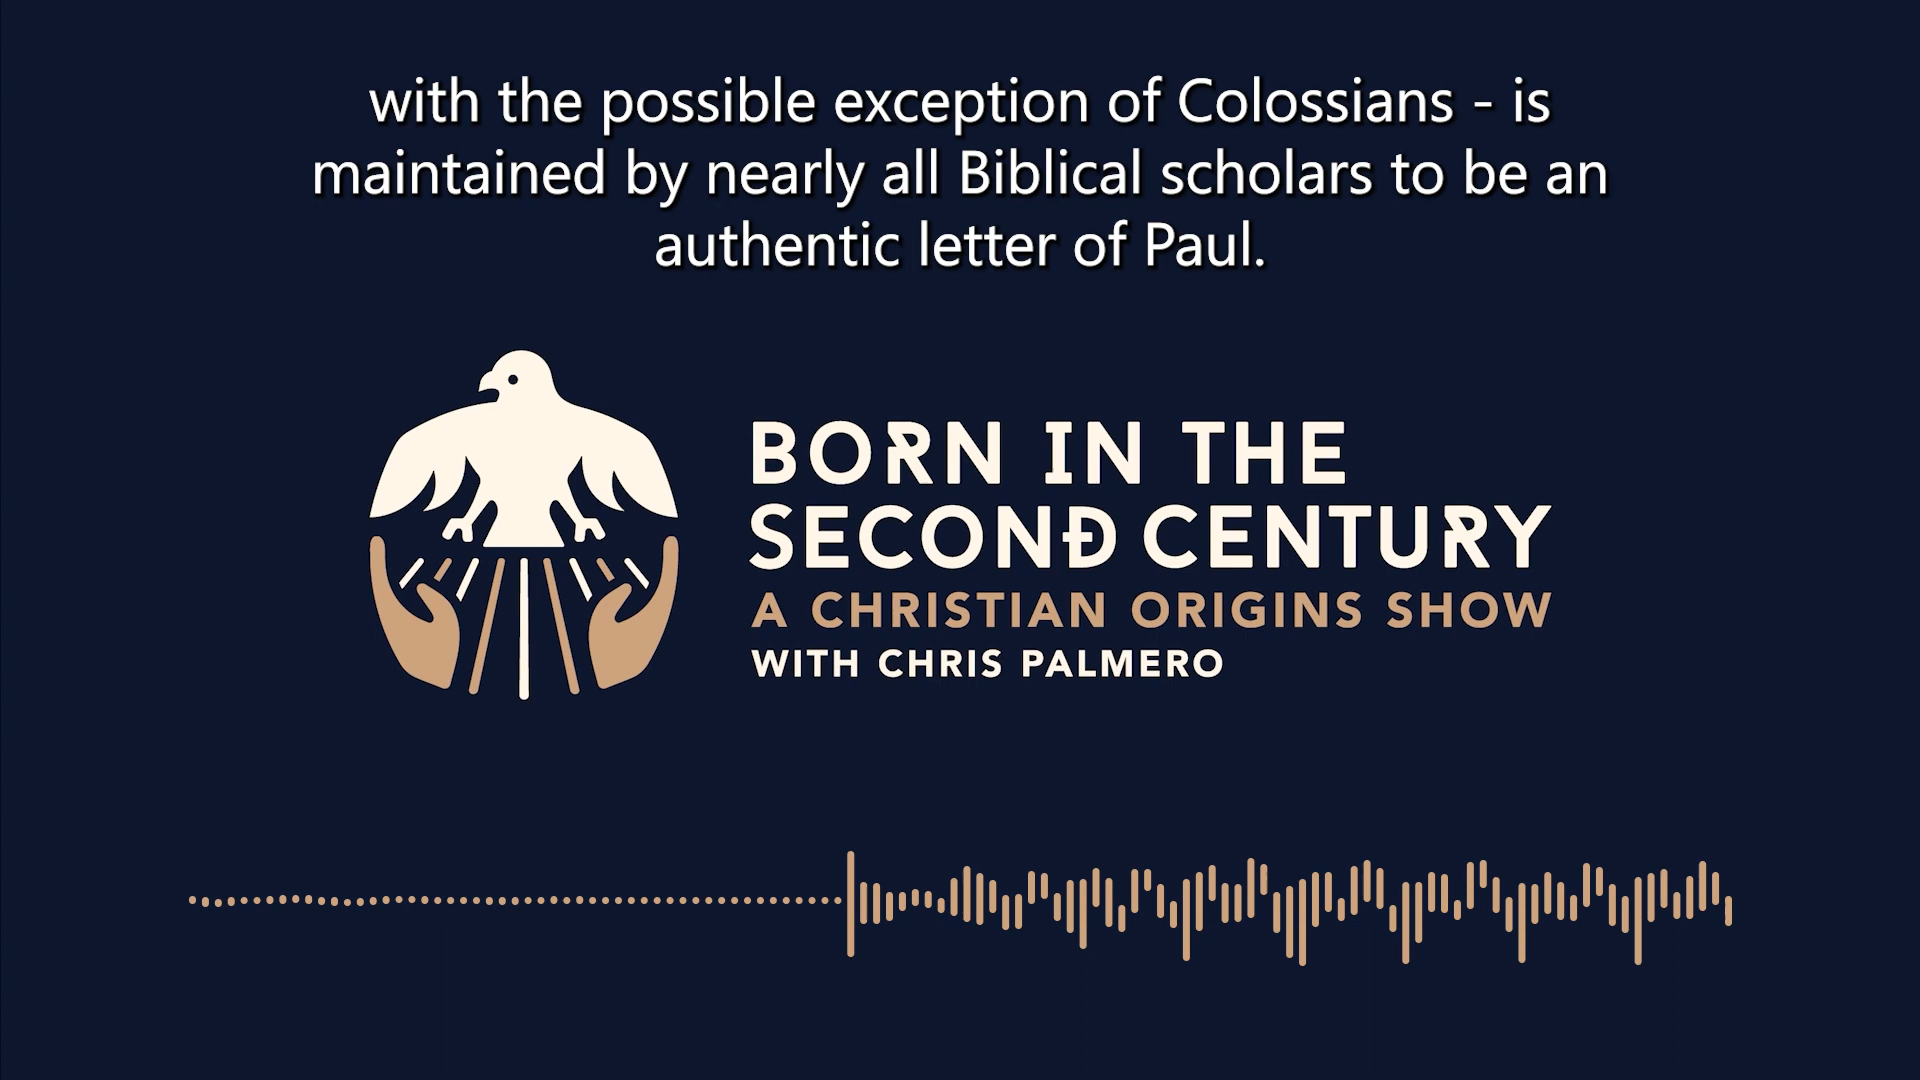 with the possible exception of Colossians - is
maintained by nearly all Biblical scholars to be an
authentic letter of Paul.
BORN IN THE
SECOND CENTURY
A CHRISTIAN ORIGINS SHOW
WITH CHRIS PALMERO